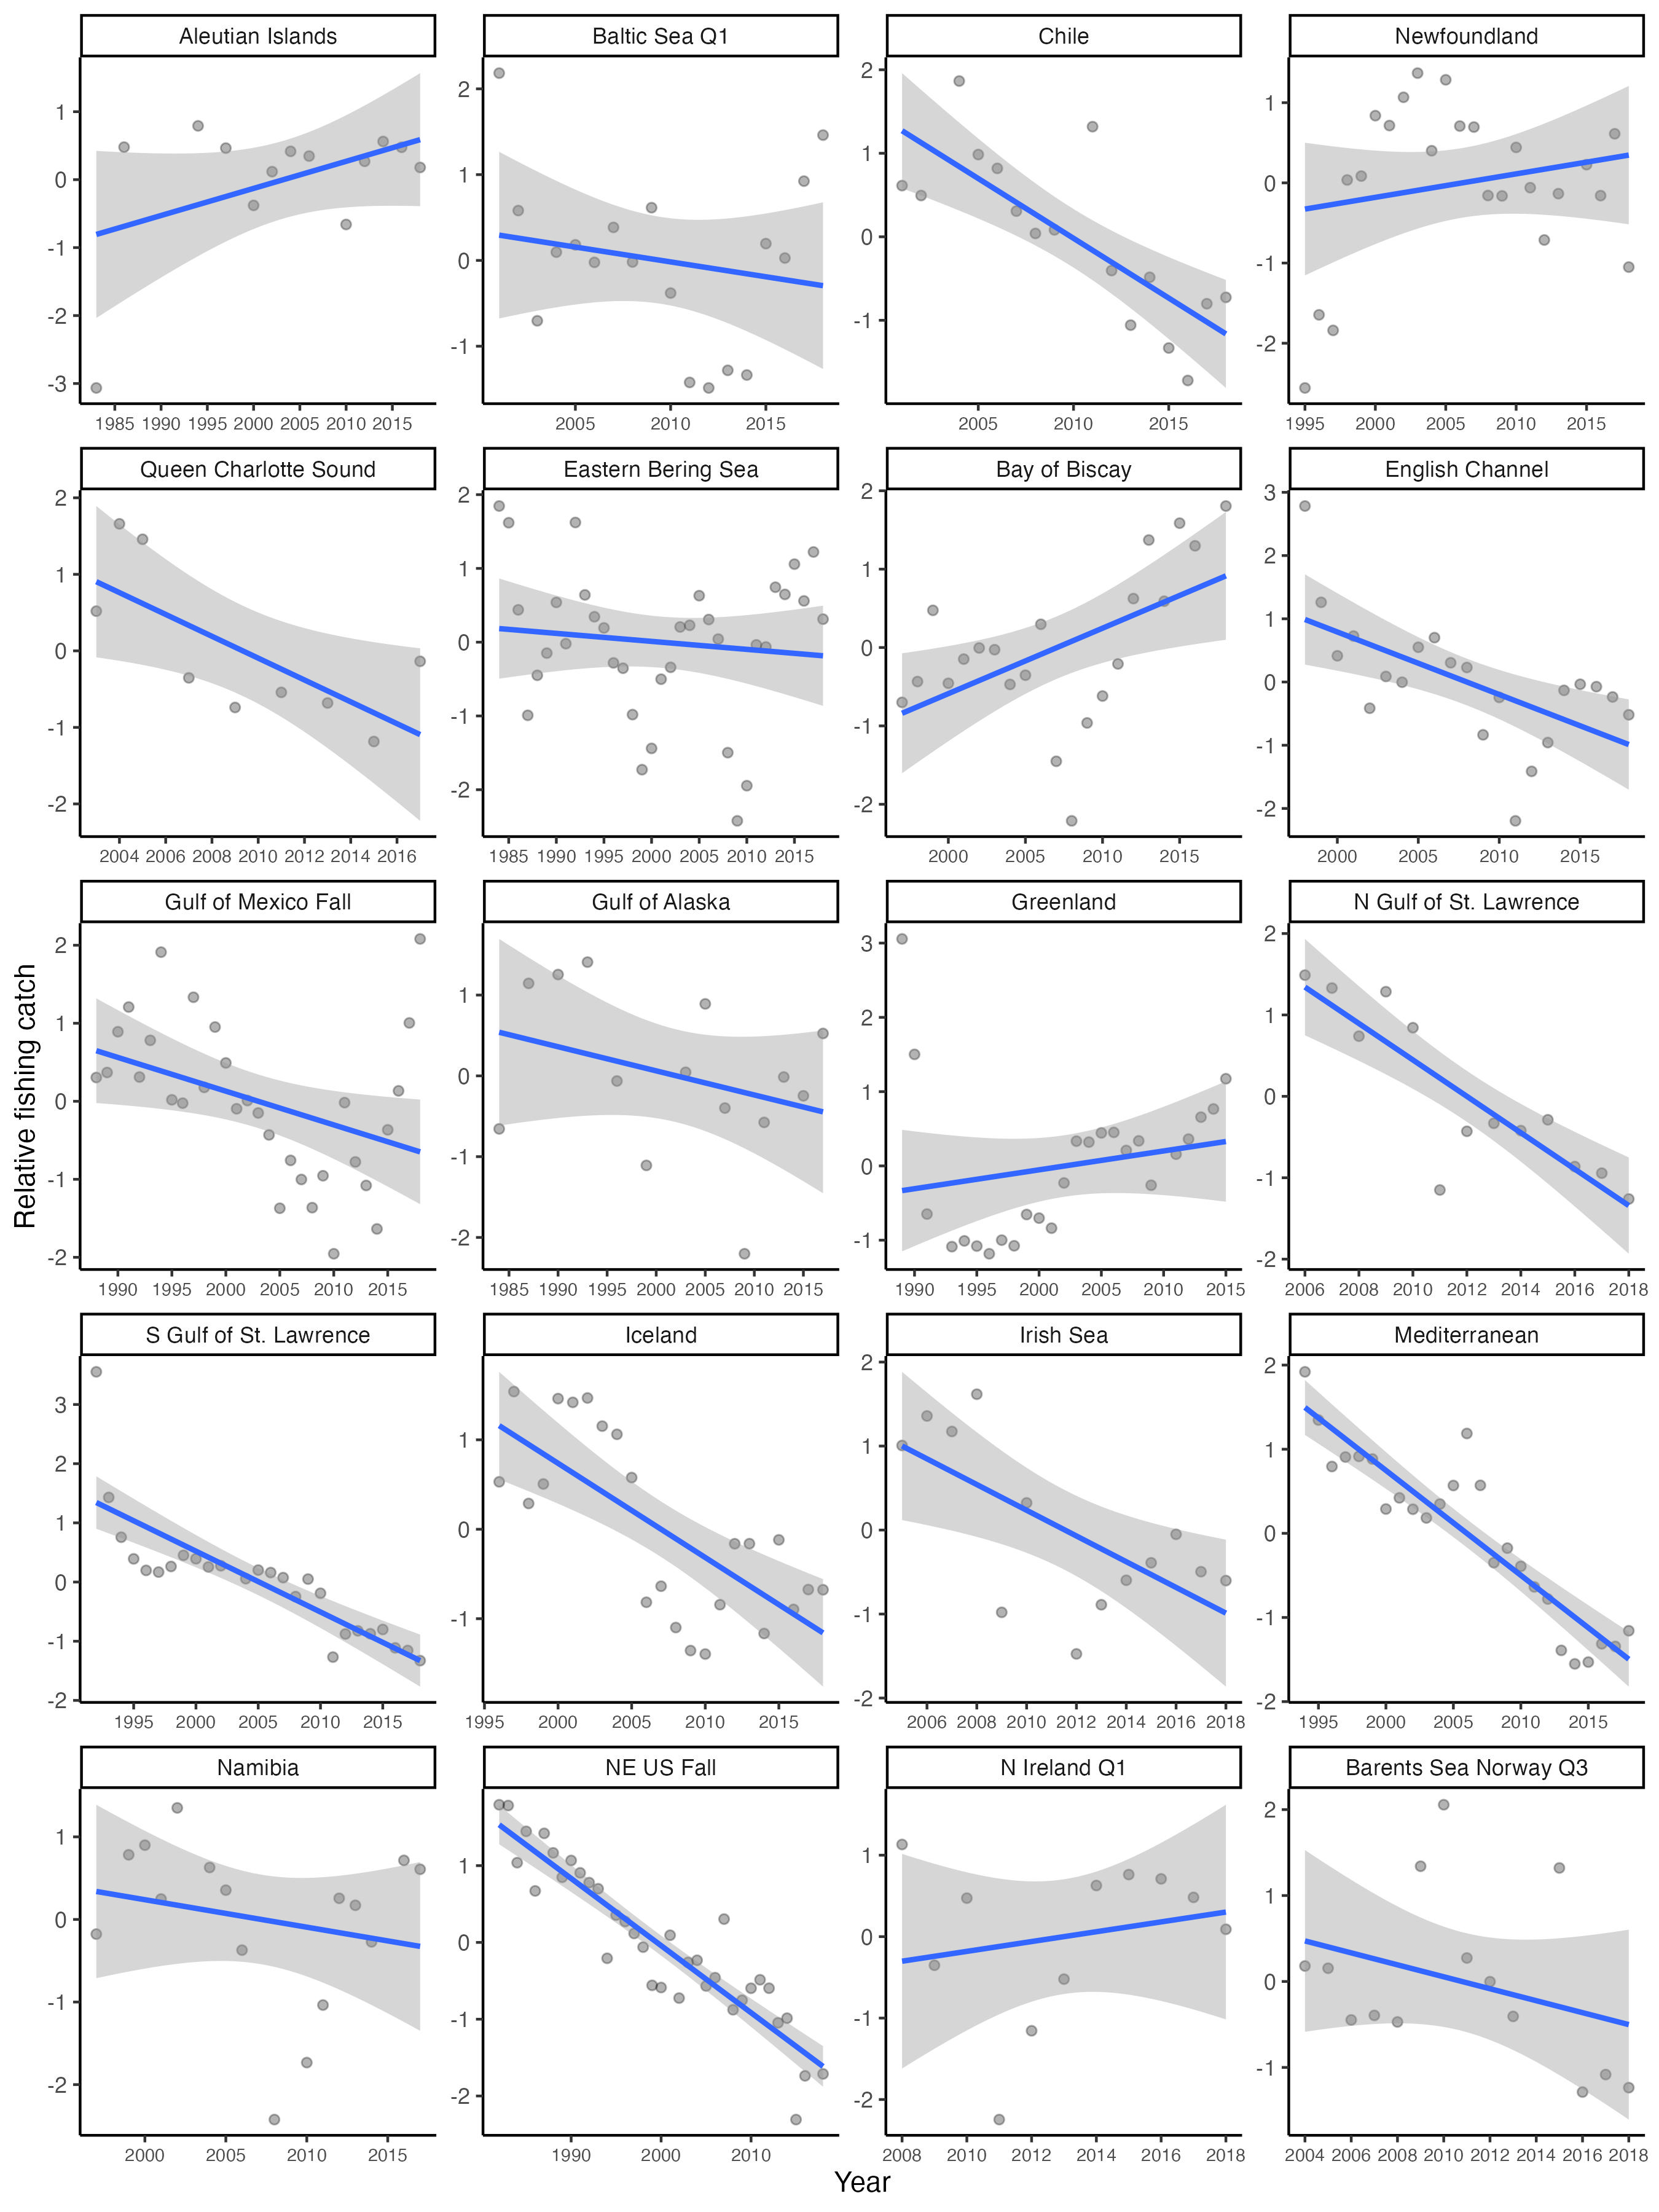 Aleutian Islands Baltic Sea Q1 Chile Newfoundland
1 0 -1 -2 -3
2 1 0 -1
2 1 0 -1
1 0 -1 -2
1985 1990 1995 2000 2005 2010 2015
2005 2010 2015
2005 2010 2015
1995 2000 2005 2010 2015
Queen Charlotte Sound Eastern Bering Sea Bay of Biscay English Channel
2 1 0 -1 -2
2 1 0 -1 -2
2 1 0 -1 -2
3 2 1 0 -1 -2
2004 2006 2008 2010 2012 2014 2016
1985 1990 1995 2000 2005 2010 2015
2000 2005 2010 2015
2000 2005 2010 2015
Gulf of Mexico Fall Gulf of Alaska Greenland N Gulf of St. Lawrence
2 1 0 -1 -2
1 0 -1 -2
3 2 1 0 -1
2 1 0 -1 -2
1990 1995 2000 2005 2010 2015
1985 1990 1995 2000 2005 2010 2015
1990 1995 2000 2005 2010 2015
2006 2008 2010 2012 2014 2016 2018
S Gulf of St. Lawrence Iceland Irish Sea Mediterranean
3 2 1 0 -1 -2
1 0 -1
2 1 0 -1 -2
2 1 0 -1 -2
1995 2000 2005 2010 2015
1995 2000 2005 2010 2015
2006 2008 2010 2012 2014 2016 2018
1995 2000 2005 2010 2015
Namibia NE US Fall N Ireland Q1 Barents Sea Norway Q3
1 0 -1 -2
1 0 -1 -2
1 0 -1 -2
2 1 0 -1
2000 2005 2010 2015
1990 2000 2010
2008 2010 2012 2014 2016 2018
2004 2006 2008 2010 2012 2014 2016 2018
Relative fishing catch
Year